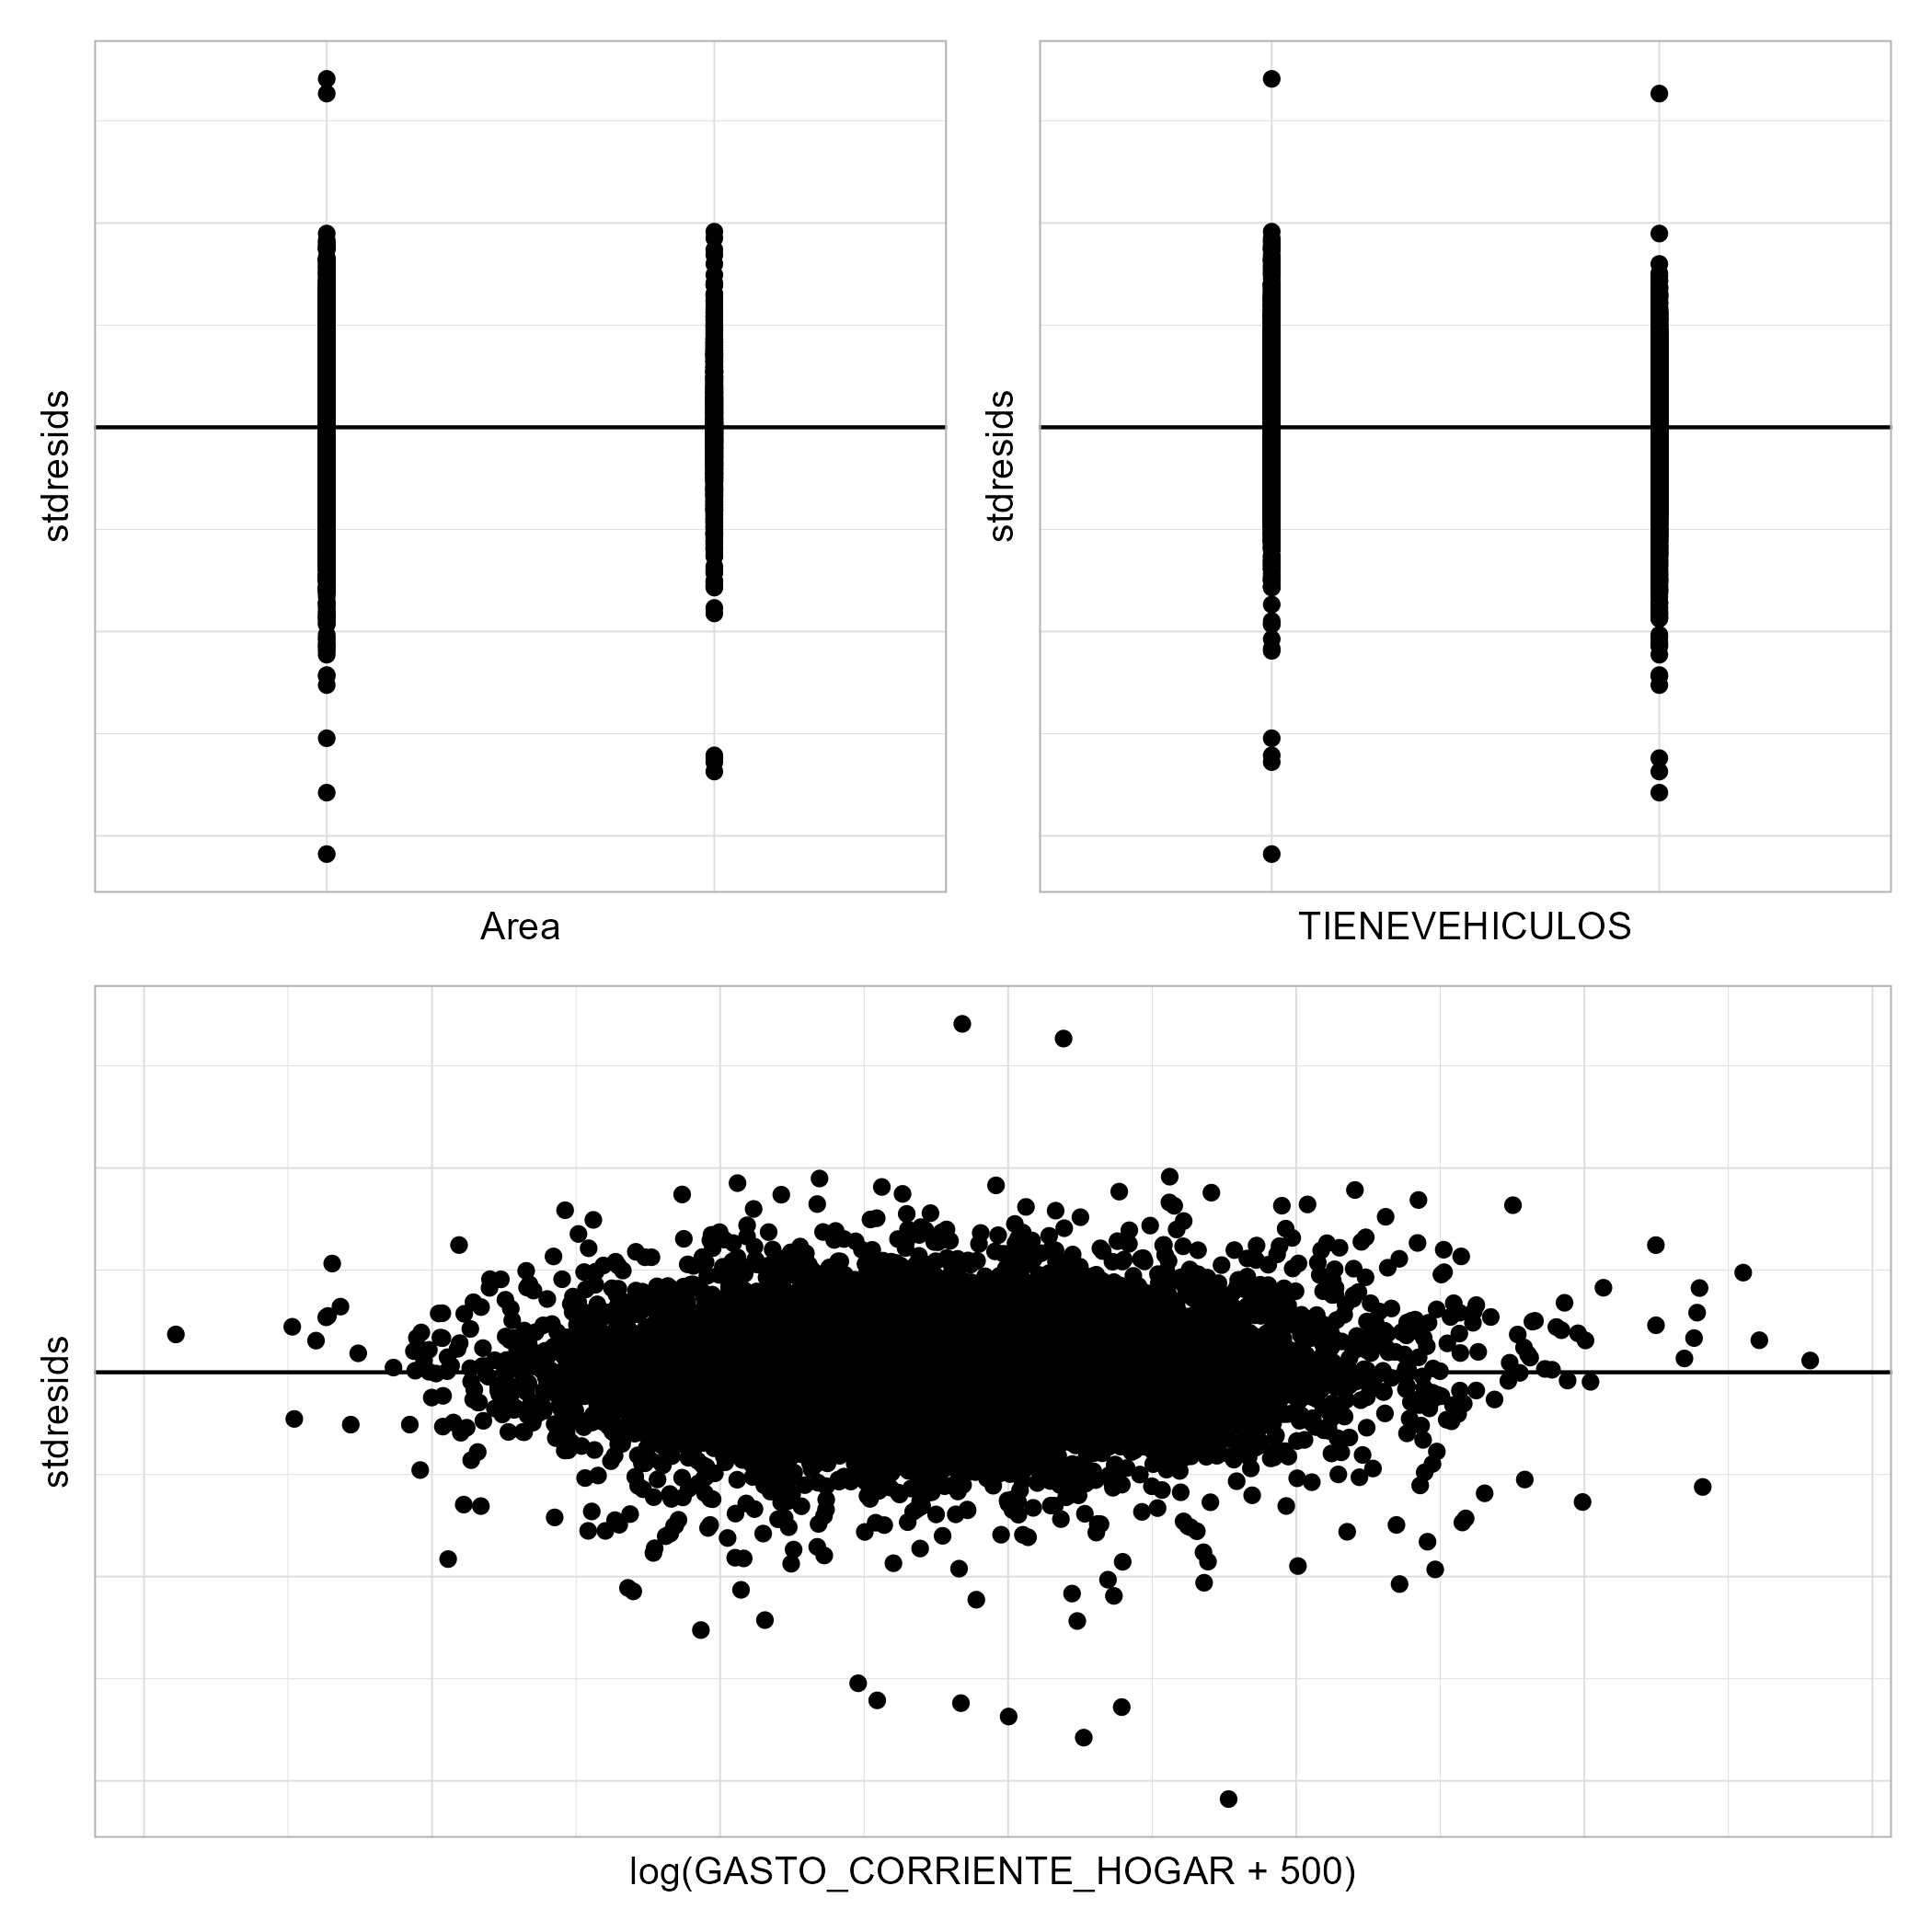 stdresids
Area
stdresids
TIENEVEHICULOS
stdresids
log(GASTO_CORRIENTE_HOGAR + 500)